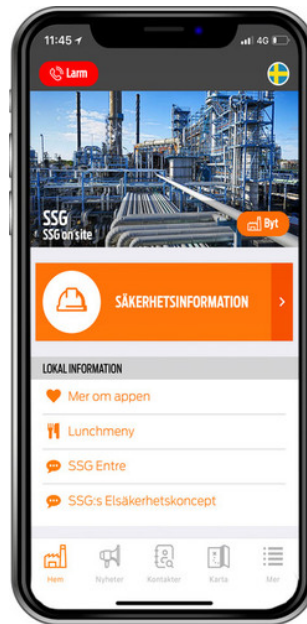 11:45
4G
Larm
SSG
SSG on site
Byt
SÄKERHETSINFORMATION
LOKAL INFORMATION
Mer om appen
Lunchmeny
SSG Entre
SSG:s Elsäkerhetskoncept
Hem Nyheter Kontakter Karta Mer